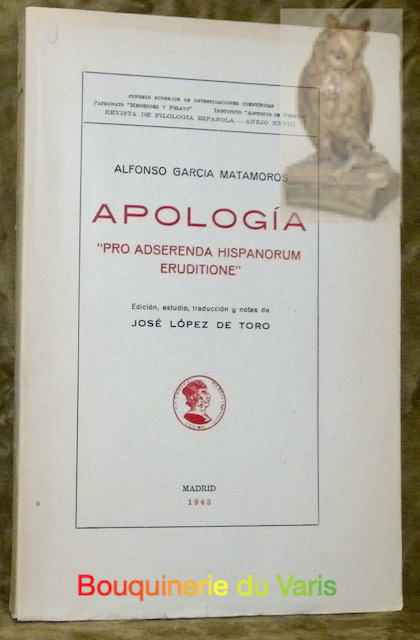 CONSEJO SUPERIOR DE INVESTIGACIONES CIENTÍFICAS
PATRONATO "MENÉNDEZ Y PELAYO" INSTITUTO "ANTONIO DE NEBRIJA"
REVISTA DE FILOLOGÍA ESPAÑOLA.—ANEJO XXVIII
ALFONSO GARCIA MATAMOROS
APOLOGÍA
"PRO ADSERENDA HISPANORUM
ERUDITIONE"
Edición, estudio, traducción y notas de
JOSÉ LÓPEZ DE TORO
MADRID
1943
Bouquinerie du Varis